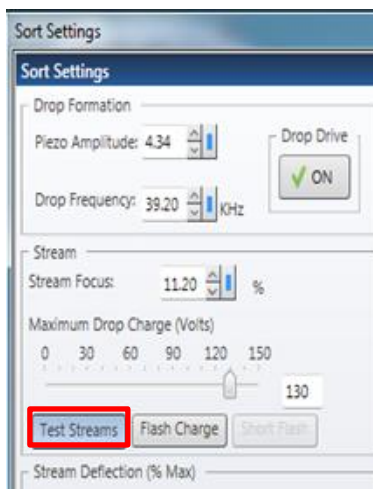 Sort Settings
Sort Settings
Drop Formation
Piezo Amplitude: 4.34
Drop Drive
ON
Drop Frequency: 39.20 KHz
Stream
Stream Focus: 11.20 %
Maximum Drop Charge (Volts)
0 30 60 90 120 150
130
Test Streams Flash Charge Short Flash
Stream Deflection (% Max)